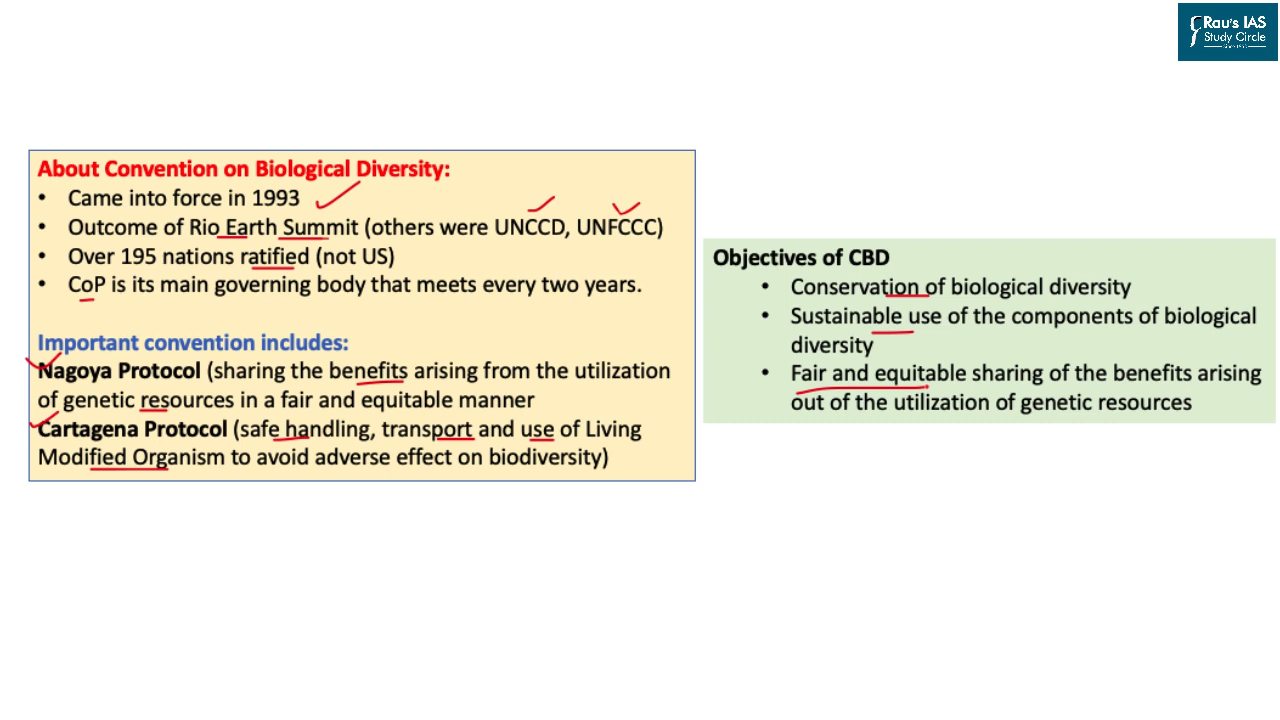 Rau's IAS
Study Circle
About Convention on Biological Diversity:
• Came into force in 1993
• Outcome of Rio Earth Summit (others were UNCCD, UNFCCC)
• Over 195 nations ratified (not US)
• CoP is its main governing body that meets every two years.
Important convention includes:
Nagoya Protocol (sharing the benefits arising from the utilization
of genetic resources in a fair and equitable manner
Cartagena Protocol (safe handling, transport and use of Living
Modified Organism to avoid adverse effect on biodiversity)
Objectives of CBD
• Conservation of biological diversity
• Sustainable use of the components of biological
diversity
• Fair and equitable sharing of the benefits arising
out of the utilization of genetic resources